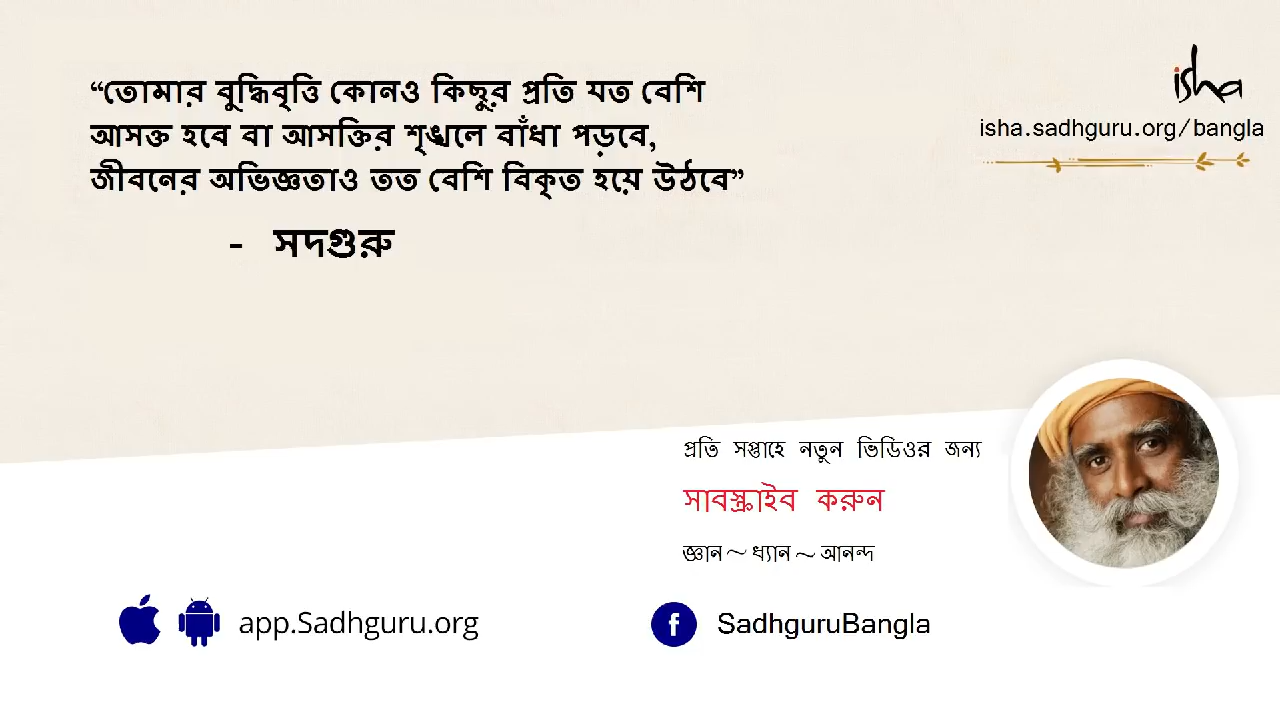 “তোমার বুদ্ধিবৃত্তি কোনও কিছুর প্রতি যত বেশি
আসক্ত হবে বা আসক্তির শৃঙ্খলে বাঁধা পড়বে,
জীবনের অভিজ্ঞতাও তত বেশি বিকৃত হয়ে উঠবে”
- সদগুরু
isha
isha.sadhguru.org/bangla
প্রতি সপ্তাহে নতুন ভিডিওর জন্য
সাবস্ক্রাইব করুন
জ্ঞান ~ ধ্যান ~ আনন্দ
app.Sadhguru.org
f SadhguruBangla